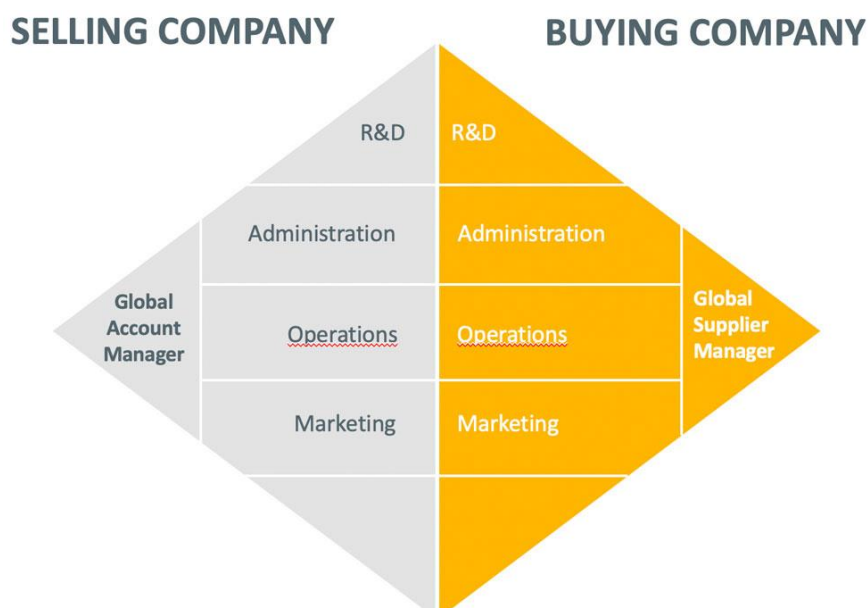 SELLING COMPANY
BUYING COMPANY
R&D
R&D
Administration
Administration
Global
Account
Manager
Operations
Operations
Global
Supplier
Manager
Marketing
Marketing